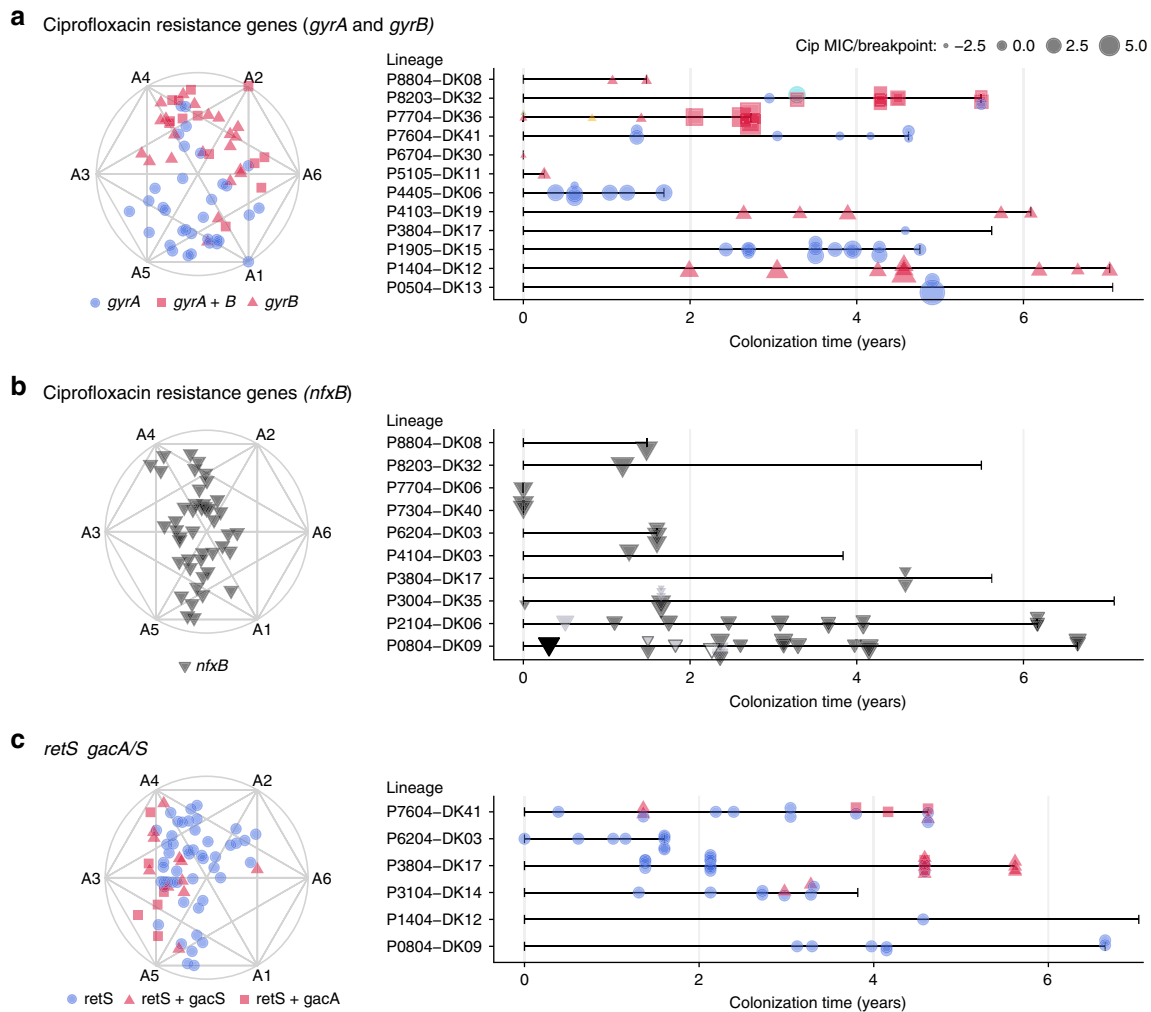 a
Ciprofloxacin resistance genes (gyrA and gyrB)
Cip MIC/breakpoint: −2.5 0.0 2.5 5.0
A4 A2
A3 A6
A5 A1
gyrA gyrA + B gyrB
Lineage
P8804−DK08
P8203−DK32
P7704−DK36
P7604−DK41
P6704−DK30
P5105−DK11
P4405−DK06
P4103−DK19
P3804−DK17
P1905−DK15
P1404−DK12
P0504−DK13
0 2 4 6
Colonization time (years)
b
Ciprofloxacin resistance genes (nfxB)
A4 A2
A3 A6
A5 A1
nfxB
Lineage
P8804−DK08
P8203−DK32
P7704−DK06
P7304−DK40
P6204−DK03
P4104−DK03
P3804−DK17
P3004−DK35
P2104−DK06
P0804−DK09
0 2 4 6
Colonization time (years)
c
retS gacA/S
A4 A2
A3 A6
A5 A1
retS retS + gacS retS + gacA
Lineage
P7604−DK41
P6204−DK03
P3804−DK17
P3104−DK14
P1404−DK12
P0804−DK09
0 2 4 6
Colonization time (years)